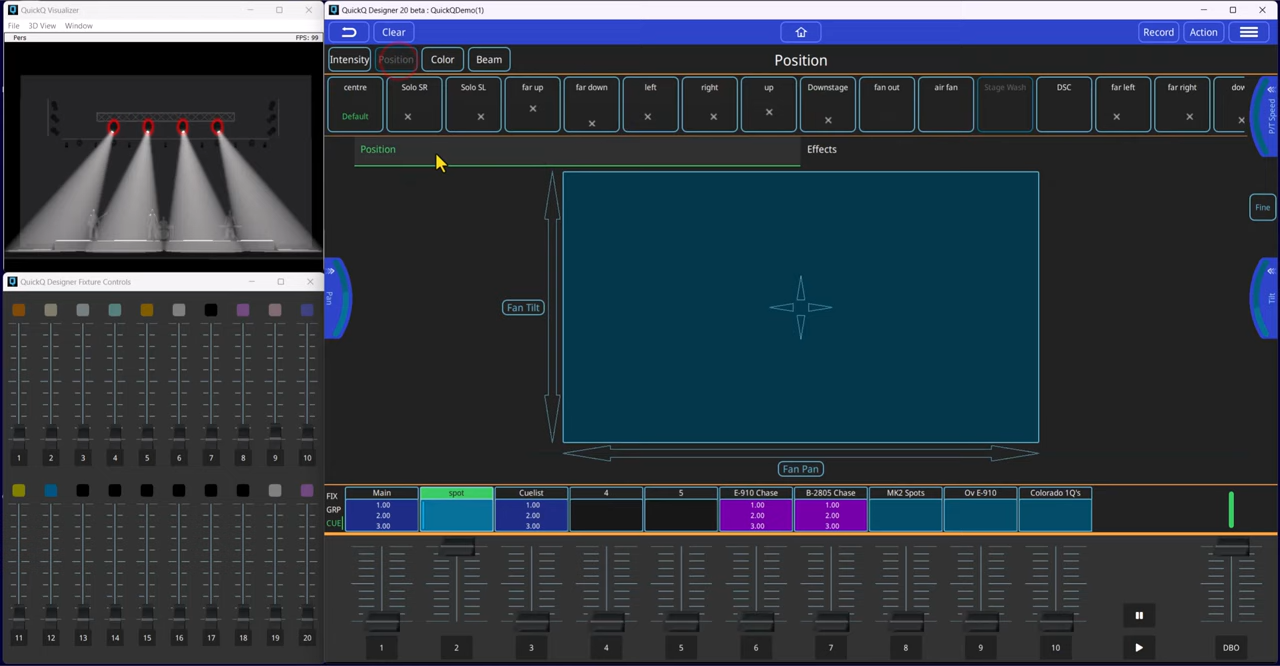 QuickQ Visualizer
File 3D View Window
Pers FPS: 99
QuickQ Designer 20 beta : QuickQDemo(1)
Clear Record Action
Intensity Position Color Beam Position
centre Solo SR Solo SL far up far down left right up Downstage fan out air fan Stage Wash DSC far left far right dow
Default
P/T Speed
Position Effects
Fine
Pan
Fan Tilt
Tilt
Fan Pan
QuickQ Designer Fixture Controls
1 2 3 4 5 6 7 8 9 10
11 12 13 14 15 16 17 18 19 20
FIX Main spot Cuelist 4 5 E-910 Chase B-2805 Chase MK2 Spots Ov E-910 Colorado 1Q's
GRP
CUE
1.00 1.00 1.00 1.00
2.00 2.00 2.00 2.00
3.00 3.00 3.00 3.00
1 2 3 4 5 6 7 8 9 10 DBO